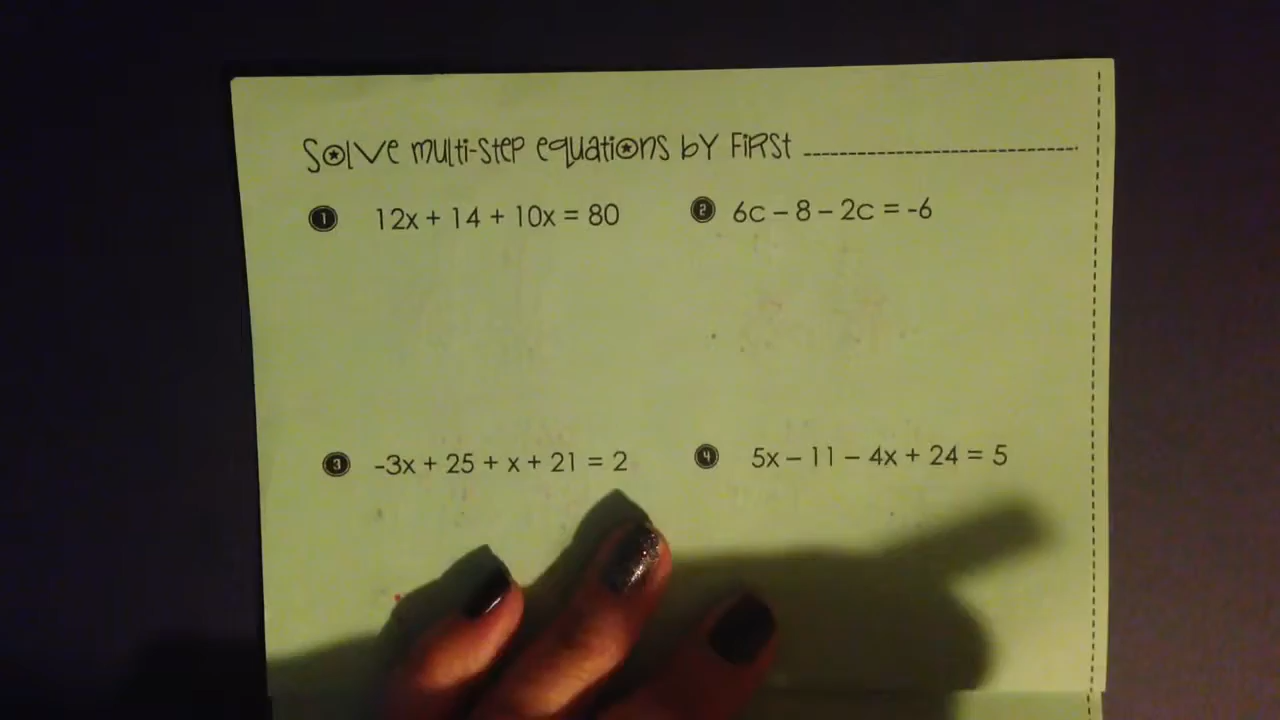 Solve multi-step equations by First
1 12x + 14 + 10x = 80
2 6c – 8 – 2c = -6
3 -3x + 25 + x + 21 = 2
4 5x – 11 – 4x + 24 = 5